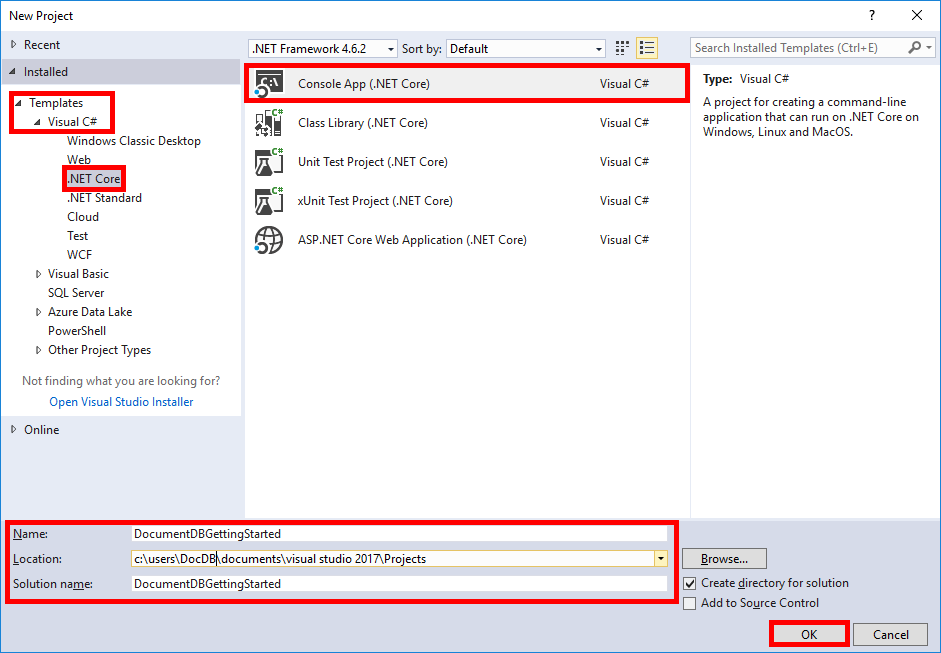 New Project
?
Recent
.NET Framework 4.6.2
Sort by:
Default
Search Installed Templates (Ctrl+E)
Installed
Templates
Visual C#
Windows Classic Desktop
Web
.NET Core
.NET Standard
Cloud
Test
WCF
Visual Basic
SQL Server
Azure Data Lake
PowerShell
Other Project Types
Not finding what you are looking for?
Open Visual Studio Installer
Online
Console App (.NET Core) Visual C#
C# Class Library (.NET Core) Visual C#
C# Unit Test Project (.NET Core) Visual C#
C# xUnit Test Project (.NET Core) Visual C#
ASP.NET Core Web Application (.NET Core) Visual C#
Type: Visual C#
A project for creating a command-line
application that can run on .NET Core on
Windows, Linux and MacOS.
Name: DocumentDBGettingStarted
Location: c:\users\DocDB\documents\visual studio 2017\Projects
Browse...
Solution name: DocumentDBGettingStarted
Create directory for solution
Add to Source Control
OK
Cancel